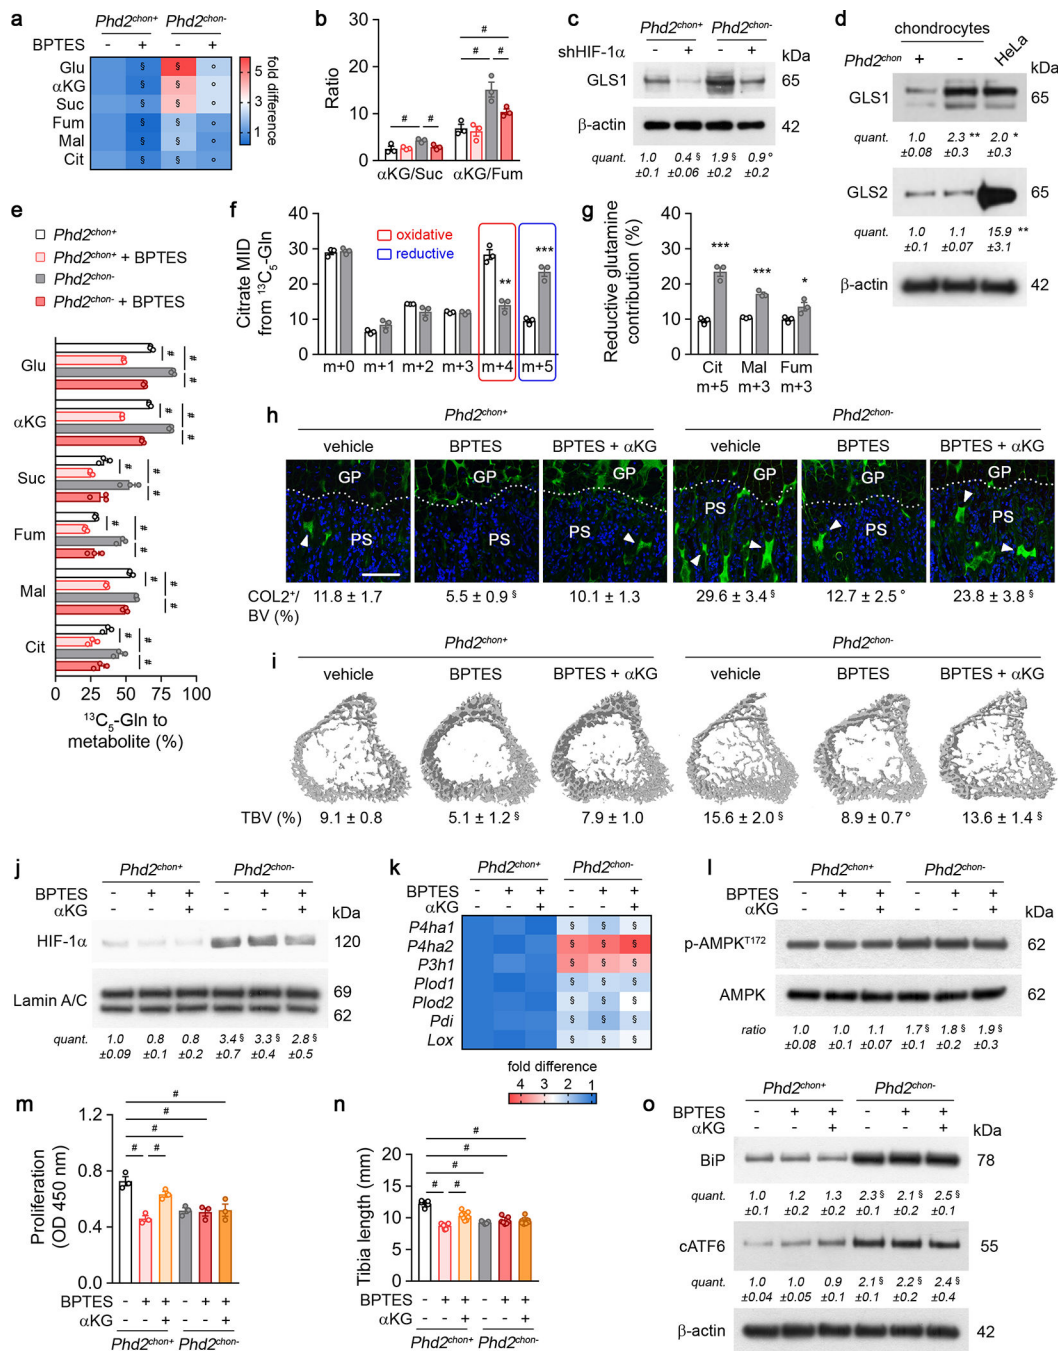 a
Phd2chon+ Phd2chon-
BPTES - + - +
Glu § § °
αKG § § °
Suc § § °
Fum § °
Mal § °
Cit § °
fold difference
5
3
1
b
Ratio
20
15
10
5
0
# # # # #
αKG/Suc αKG/Fum
c
Phd2chon+ Phd2chon-
shHIF-1α - + - + kDa
GLS1 65
β-actin 42
quant. 1.0 0.4 § 1.9 § 0.9 °
±0.1 ±0.06 ±0.2 ±0.2
d
chondrocytes
Phd2chon + - HeLa kDa
GLS1 65
quant. 1.0 2.3 ** 2.0 *
±0.08 ±0.3 ±0.3
GLS2 65
quant. 1.0 1.1 15.9 **
±0.1 ±0.07 ±3.1
β-actin 42
e
Phd2chon+
Phd2chon+ + BPTES
Phd2chon-
Phd2chon- + BPTES
Glu # # #
αKG # # #
Suc # # #
Fum # # #
Mal # # #
Cit # # #
0 25 50 75 100
13C5-Gln to
metabolite (%)
f
Citrate MID
from 13C5-Gln
40
30
20
10
0
oxidative
reductive
** ***
m+0 m+1 m+2 m+3 m+4 m+5
g
Reductive glutamine
contribution (%)
40
30
20
10
0
*** *** *
Cit Mal Fum
m+5 m+3 m+3
h
Phd2chon+ Phd2chon-
vehicle BPTES BPTES + αKG vehicle BPTES BPTES + αKG
GP GP GP GP GP GP
PS PS PS PS PS PS
COL2+/ 11.8 ± 1.7 5.5 ± 0.9 § 10.1 ± 1.3 29.6 ± 3.4 § 12.7 ± 2.5 ° 23.8 ± 3.8 §
BV (%)
i
Phd2chon+ Phd2chon-
vehicle BPTES BPTES + αKG vehicle BPTES BPTES + αKG
TBV (%) 9.1 ± 0.8 5.1 ± 1.2 § 7.9 ± 1.0 15.6 ± 2.0 § 8.9 ± 0.7 ° 13.6 ± 1.4 §
j
Phd2chon+ Phd2chon-
BPTES - + + - + +
αKG - - + - - + kDa
HIF-1α 120
Lamin A/C 69
62
quant. 1.0 0.8 0.8 3.4 § 3.3 § 2.8 §
±0.09 ±0.1 ±0.2 ±0.7 ±0.4 ±0.5
k
Phd2chon+ Phd2chon-
BPTES - + + - + +
αKG - - + - - +
P4ha1 § § §
P4ha2 § § §
P3h1 § § §
Plod1 § § §
Plod2 § § §
Pdi § § §
Lox § § §
fold difference
4 3 2 1
l
Phd2chon+ Phd2chon-
BPTES - + + - + +
αKG - - + - - + kDa
p-AMPKT172 62
AMPK 62
ratio 1.0 1.0 1.1 1.7 § 1.8 § 1.9 §
±0.08 ±0.1 ±0.07 ±0.1 ±0.2 ±0.3
m
Proliferation
(OD 450 nm)
1.2
0.8
0.4
0.0
# # # # #
BPTES - + + - + +
αKG - - + - - +
Phd2chon+ Phd2chon-
n
Tibia length (mm)
20
15
10
5
0
# # # # #
BPTES - + + - + +
αKG - - + - - +
Phd2chon+ Phd2chon-
o
Phd2chon+ Phd2chon-
BPTES - + + - + +
αKG - - + - - + kDa
BiP 78
quant. 1.0 1.2 1.3 2.3 § 2.1 § 2.5 §
±0.1 ±0.2 ±0.2 ±0.1 ±0.2 ±0.1
cATF6 55
quant. 1.0 1.0 0.9 2.1 § 2.2 § 2.4 §
±0.04 ±0.05 ±0.1 ±0.1 ±0.2 ±0.4
β-actin 42